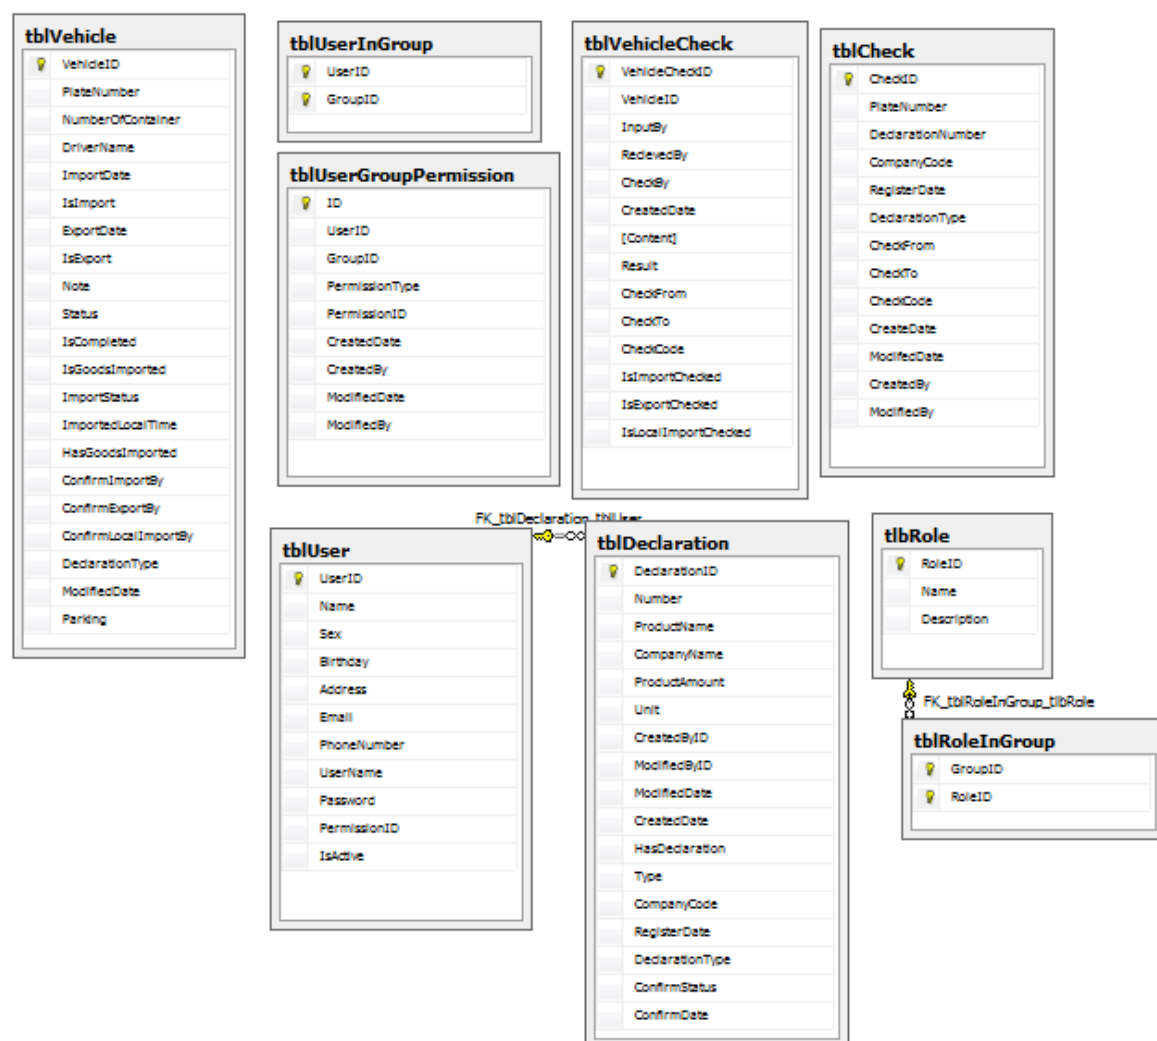 tblVehicle
VehicleID
PlateNumber
NumberOfContainer
DriverName
ImportDate
IsImport
ExportDate
IsExport
Note
Status
IsCompleted
IsGoodsImported
ImportStatus
ImportedLocalTime
HasGoodsImported
ConfirmImportBy
ConfirmExportBy
ConfirmLocalImportBy
DeclarationType
ModifiedDate
Parking
tblUserInGroup
UserID
GroupID
tblUserGroupPermission
ID
UserID
GroupID
PermissionType
PermissionID
CreatedDate
CreatedBy
ModifiedDate
ModifiedBy
tblVehicleCheck
VehicleCheckID
VehicleID
InputBy
RecievedBy
CheckBy
CreatedDate
[Content]
Result
CheckFrom
CheckTo
CheckCode
IsImportChecked
IsExportChecked
IsLocalImportChecked
tblCheck
CheckID
PlateNumber
DeclarationNumber
CompanyCode
RegisterDate
DeclarationType
CheckFrom
CheckTo
CheckCode
CreateDate
ModifedDate
CreatedBy
ModifiedBy
FK_tblDeclaration_tblUser
tblUser
UserID
Name
Sex
Birthday
Address
Email
PhoneNumber
UserName
Password
PermissionID
IsActive
tblDeclaration
DeclarationID
Number
ProductName
CompanyName
ProductAmount
Unit
CreatedByID
ModifiedByID
ModifiedDate
CreatedDate
HasDeclaration
Type
CompanyCode
RegisterDate
DeclarationType
ConfirmStatus
ConfirmDate
tlbRole
RoleID
Name
Description
FK_tblRoleInGroup_tlbRole
tblRoleInGroup
GroupID
RoleID